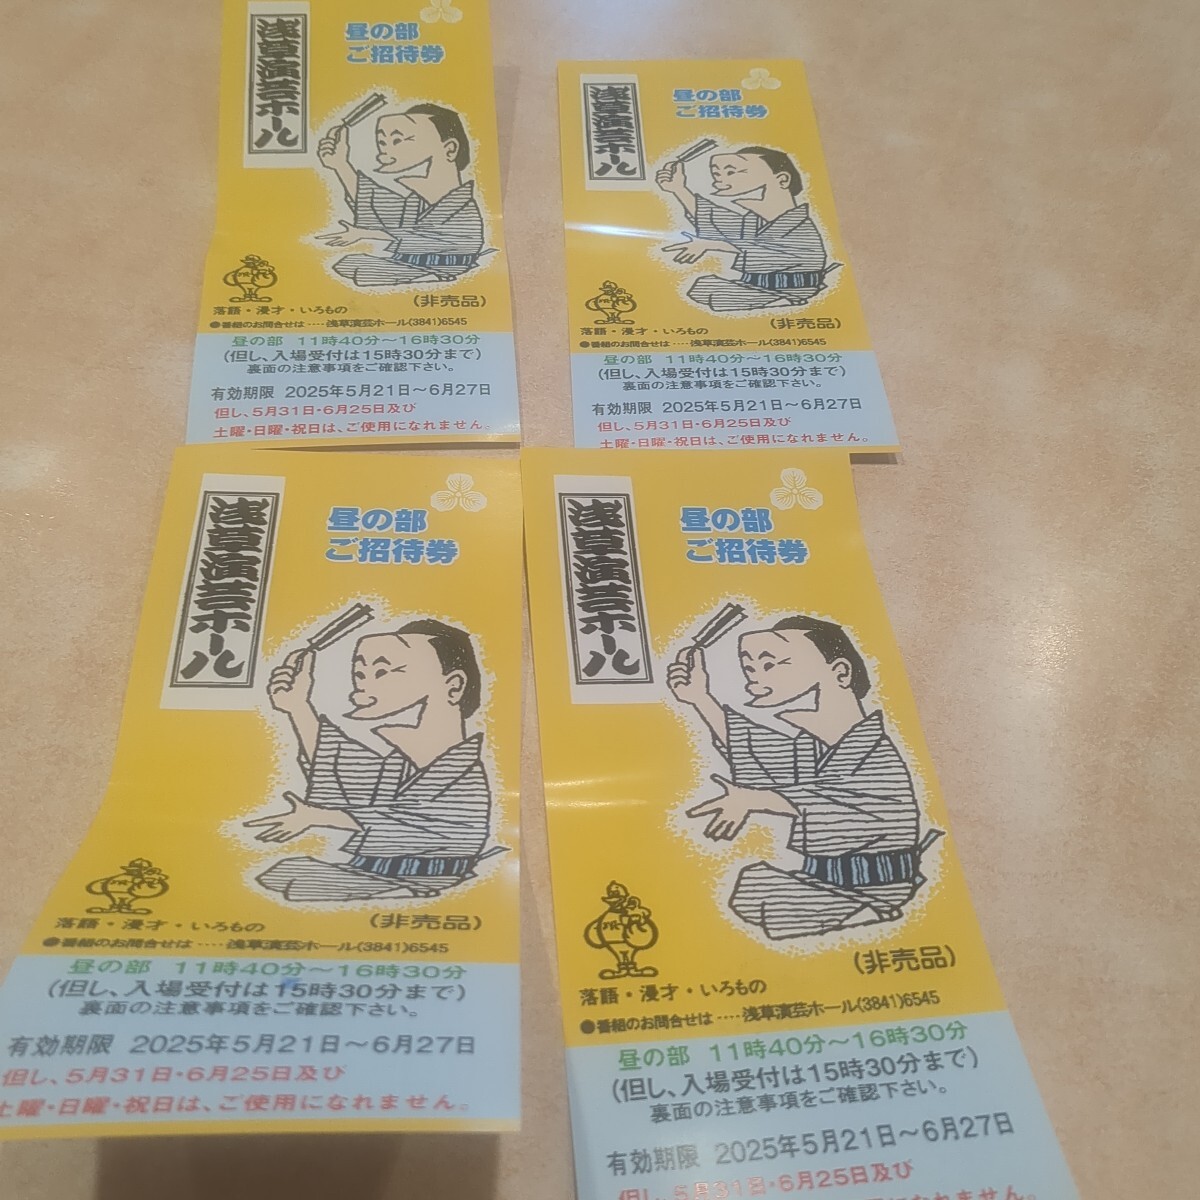 浅草演芸ホール
昼の部
ご招待券
(非売品)
落語・漫才・いろもの
●番組のお問合せは‥‥浅草演芸ホール(3841)6545
昼の部 11時40分～16時30分
(但し、入場受付は15時30分まで)
裏面の注意事項をご確認下さい。
有効期限 2025年5月21日～6月27日
但し、5月31日・6月25日及び
土曜・日曜・祝日は、ご使用になれません。
浅草演芸ホール
昼の部
ご招待券
(非売品)
落語・漫才・いろもの
●番組のお問合せは‥‥浅草演芸ホール(3841)6545
昼の部 11時40分～16時30分
(但し、入場受付は15時30分まで)
裏面の注意事項をご確認下さい。
有効期限 2025年5月21日～6月27日
但し、5月31日・6月25日及び
土曜・日曜・祝日は、ご使用になれません。
浅草演芸ホール
昼の部
ご招待券
(非売品)
落語・漫才・いろもの
●番組のお問合せは‥‥浅草演芸ホール(3841)6545
昼の部 11時40分～16時30分
(但し、入場受付は15時30分まで)
裏面の注意事項をご確認下さい。
有効期限 2025年5月21日～6月27日
但し、5月31日・6月25日及び
土曜・日曜・祝日は、ご使用になれません。
浅草演芸ホール
昼の部
ご招待券
(非売品)
落語・漫才・いろもの
●番組のお問合せは‥‥浅草演芸ホール(3841)6545
昼の部 11時40分～16時30分
(但し、入場受付は15時30分まで)
裏面の注意事項をご確認下さい。
有効期限 2025年5月21日～6月27日
但し、5月31日・6月25日及び
祝日は、ご使用になれません。